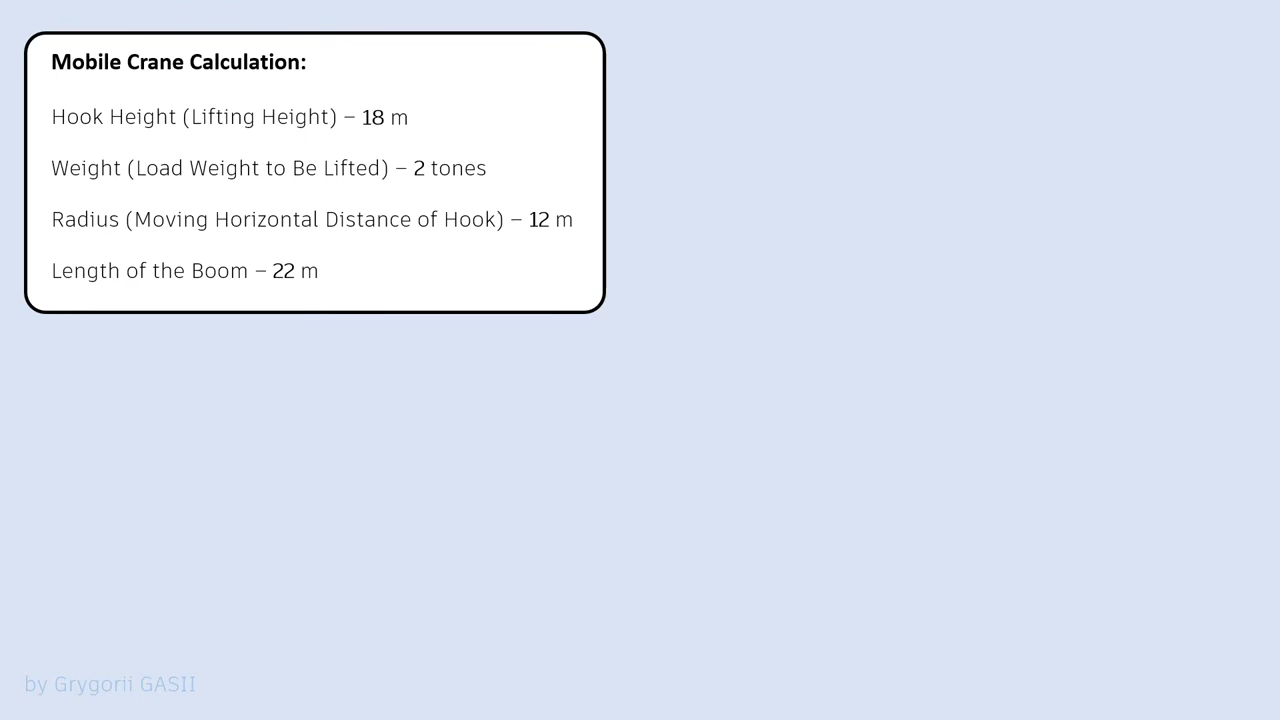 Mobile Crane Calculation:
Hook Height (Lifting Height) – 18 m
Weight (Load Weight to Be Lifted) – 2 tones
Radius (Moving Horizontal Distance of Hook) – 12 m
Length of the Boom – 22 m
by Grygorii GASII